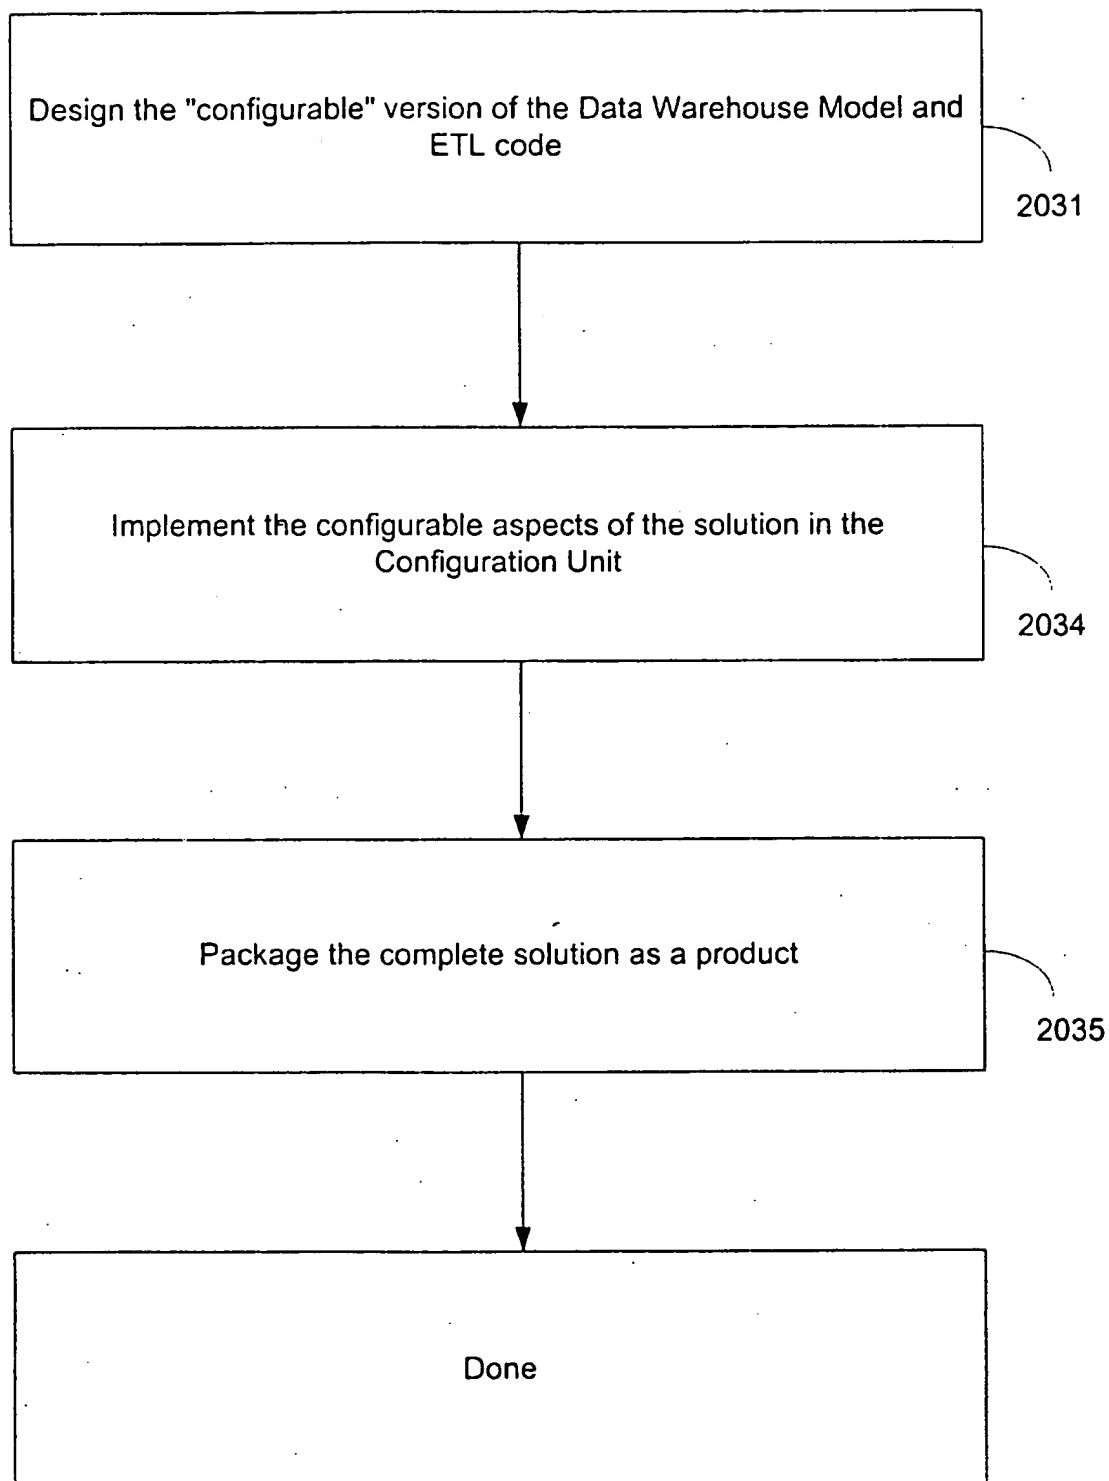 Design the "configurable" version of the Data Warehouse Model and
ETL code
2031
Implement the configurable aspects of the solution in the
Configuration Unit
2034
Package the complete solution as a product
2035
Done